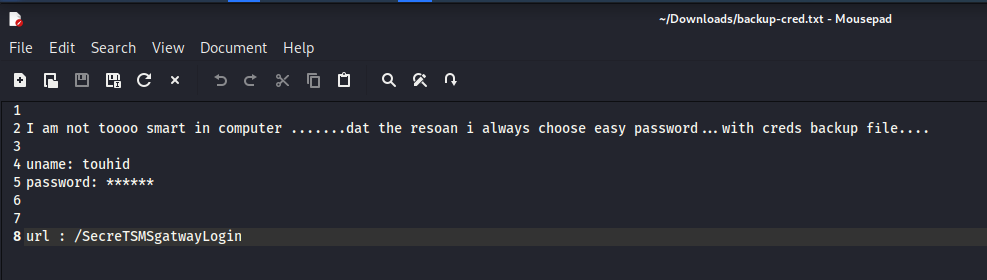 ~/Downloads/backup-cred.txt - Mousepad
File Edit Search View Document Help
1
2 I am not toooo smart in computer .......dat the resoan i always choose easy password...with creds backup file....
3
4 uname: touhid
5 password: ******
6
7
8 url : /SecreTSMSgatwayLogin